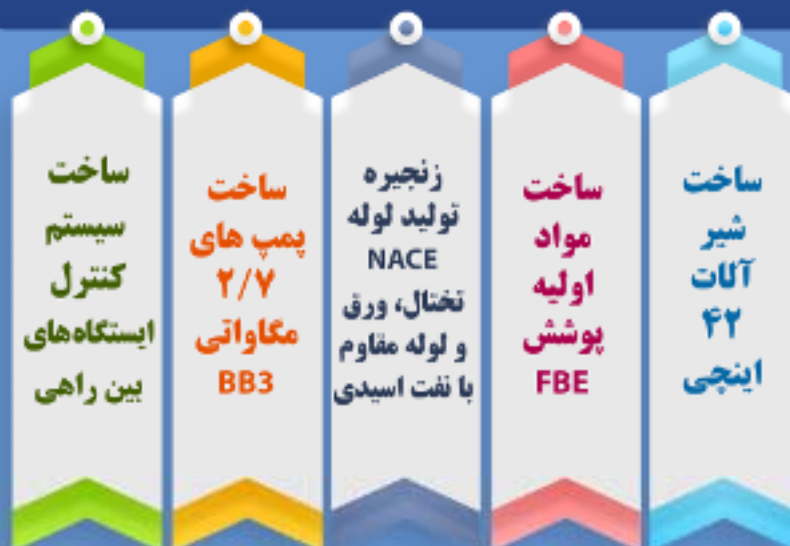 ساخت
شیر
آلات
۴۲
اینچی
ساخت
مواد
اولیه
پوشش
FBE
زنجیره
تولید لوله
NACE
تختال، ورق
و لوله مقاوم
با نفت اسیدی
ساخت
پمپ های
۲/۷
مگاواتی
BB3
ساخت
سیستم
کنترل
ایستگاه‌های
بین راهی